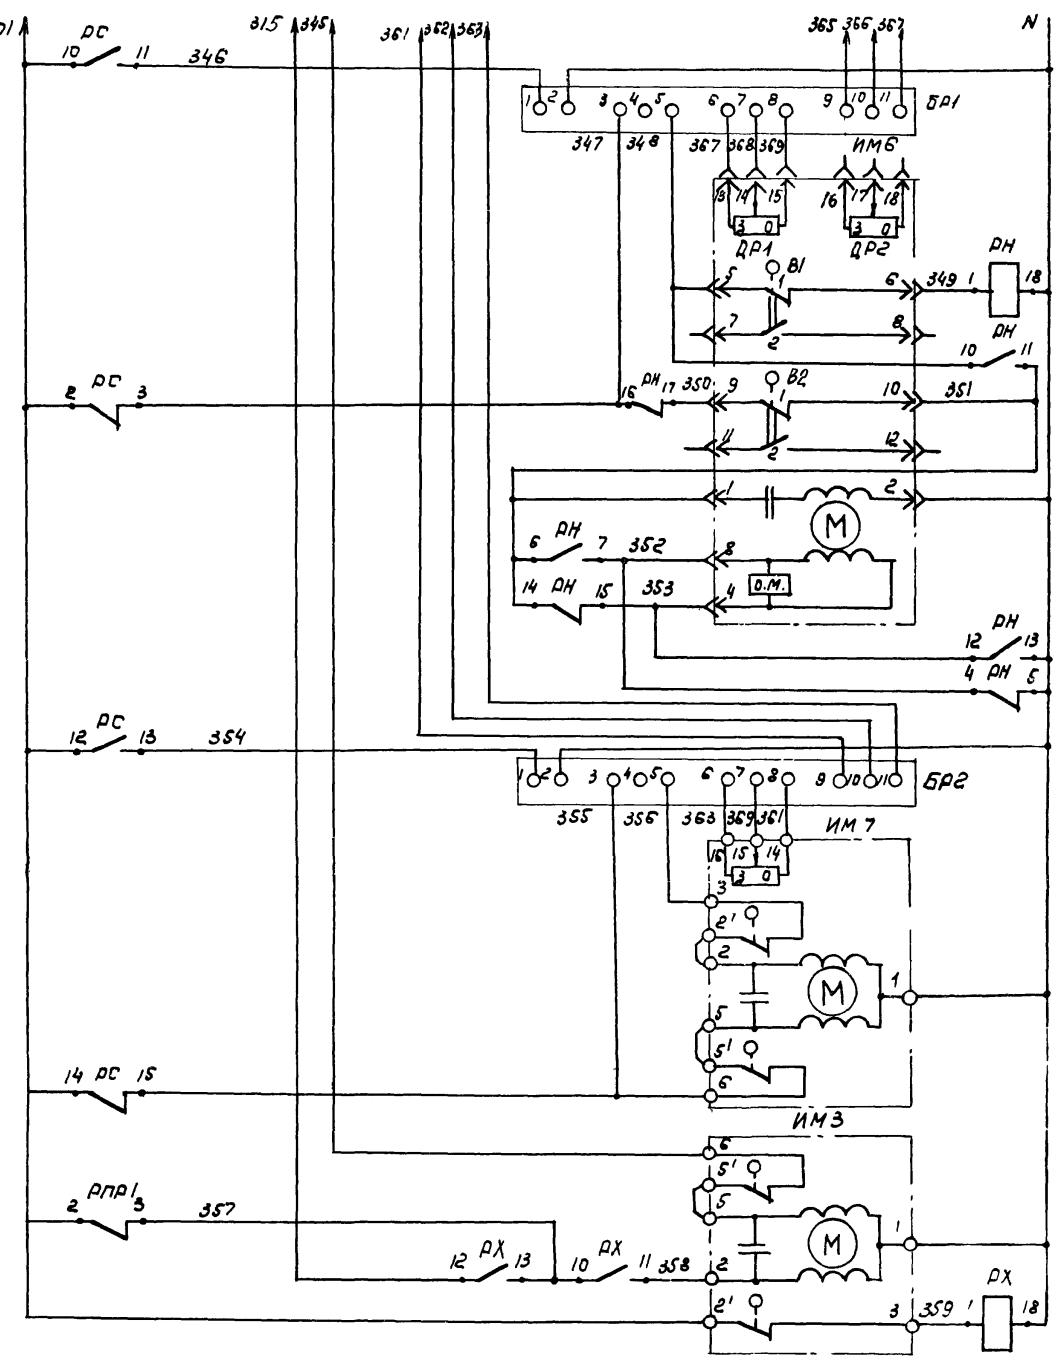 315 345 361 362 363 365 366 367 N
РС
10 11 346
1 2 3 4 5 6 7 8 9 10 11 БР1
347 348 367 368 369 ИМ6
13 14 15 16 17 18
З О З О
ДР1 ДР2
В1 РН
5 1 6 349 1 18
7 2 8
РН
10 11
РС
2 3
РН
16 17 350 9 В2 1 10 351
11 2 12
1 2
М
РН
6 7 352 8
О.М.
РН
14 15 353 4
РН
12 13
РН
4 5
РС
12 13 354
1 2 3 4 5 6 7 8 9 10 11 БР2
355 356 363 369 361 ИМ7
16 15 14
З О
3
2'
2
М 1
5
5'
РС
14 15 6
ИМ3
6
5'
РПР1
2 3 357 5
М 1
РХ РХ
12 13 10 11 358 2
РХ
2' 3 359 1 18